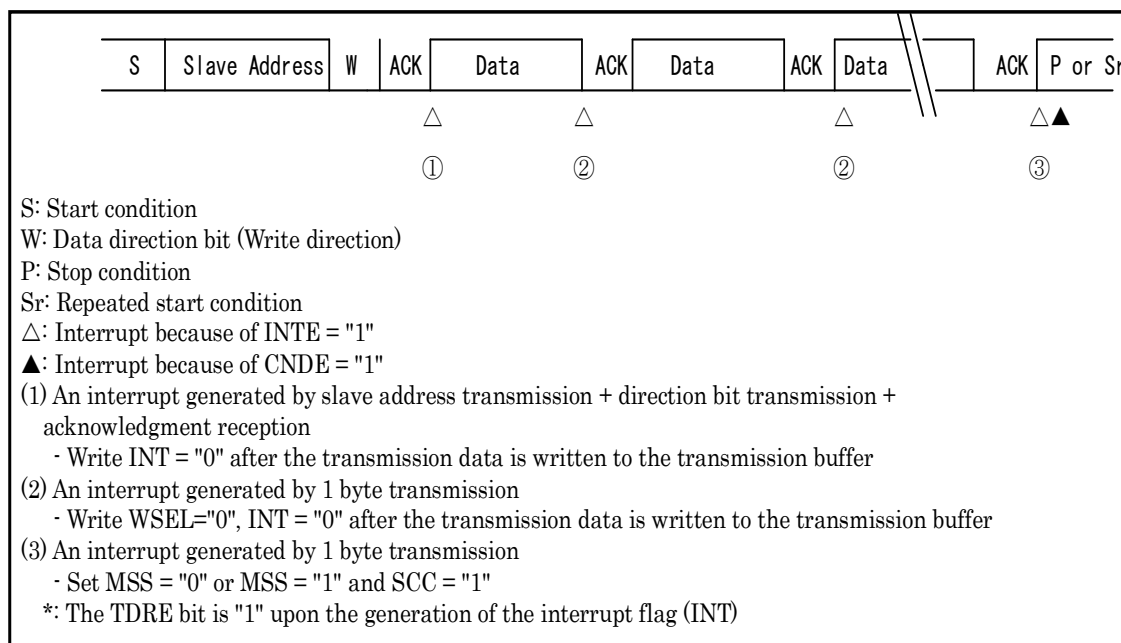 S Slave Address W ACK Data ACK Data ACK Data ACK P or Sr
△ △ △ △▲
① ② ② ③
S: Start condition
W: Data direction bit (Write direction)
P: Stop condition
Sr: Repeated start condition
△: Interrupt because of INTE = "1"
▲: Interrupt because of CNDE = "1"
(1) An interrupt generated by slave address transmission + direction bit transmission +
acknowledgment reception
- Write INT = "0" after the transmission data is written to the transmission buffer
(2) An interrupt generated by 1 byte transmission
- Write WSEL="0", INT = "0" after the transmission data is written to the transmission buffer
(3) An interrupt generated by 1 byte transmission
- Set MSS = "0" or MSS = "1" and SCC = "1"
*: The TDRE bit is "1" upon the generation of the interrupt flag (INT)